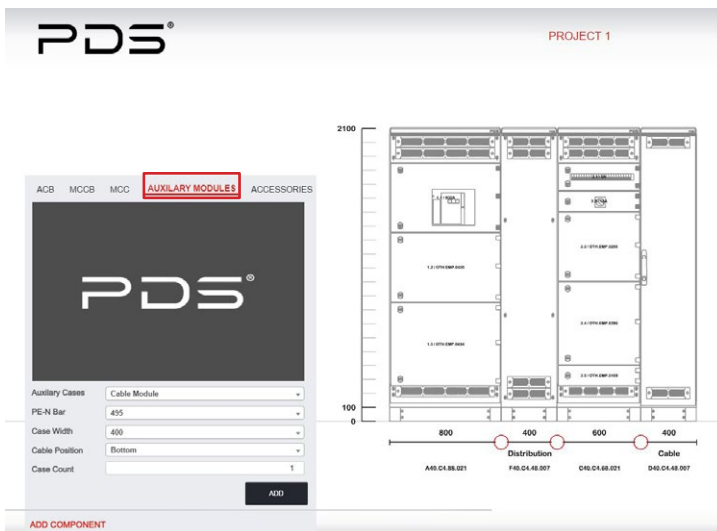 PDS®
PROJECT 1
2100
ACB MCCB MCC AUXILARY MODULES ACCESSORIES
PDS®
Auxilary Cases Cable Module
PE-N Bar 495
Case Width 400
Cable Position Bottom
Case Count 1
ADD
ADD COMPONENT
100
0
800 400 600 400
Distribution Cable
A40.C4.88.021 F40.C4.48.007 C40.C4.68.021 D40.C4.48.007